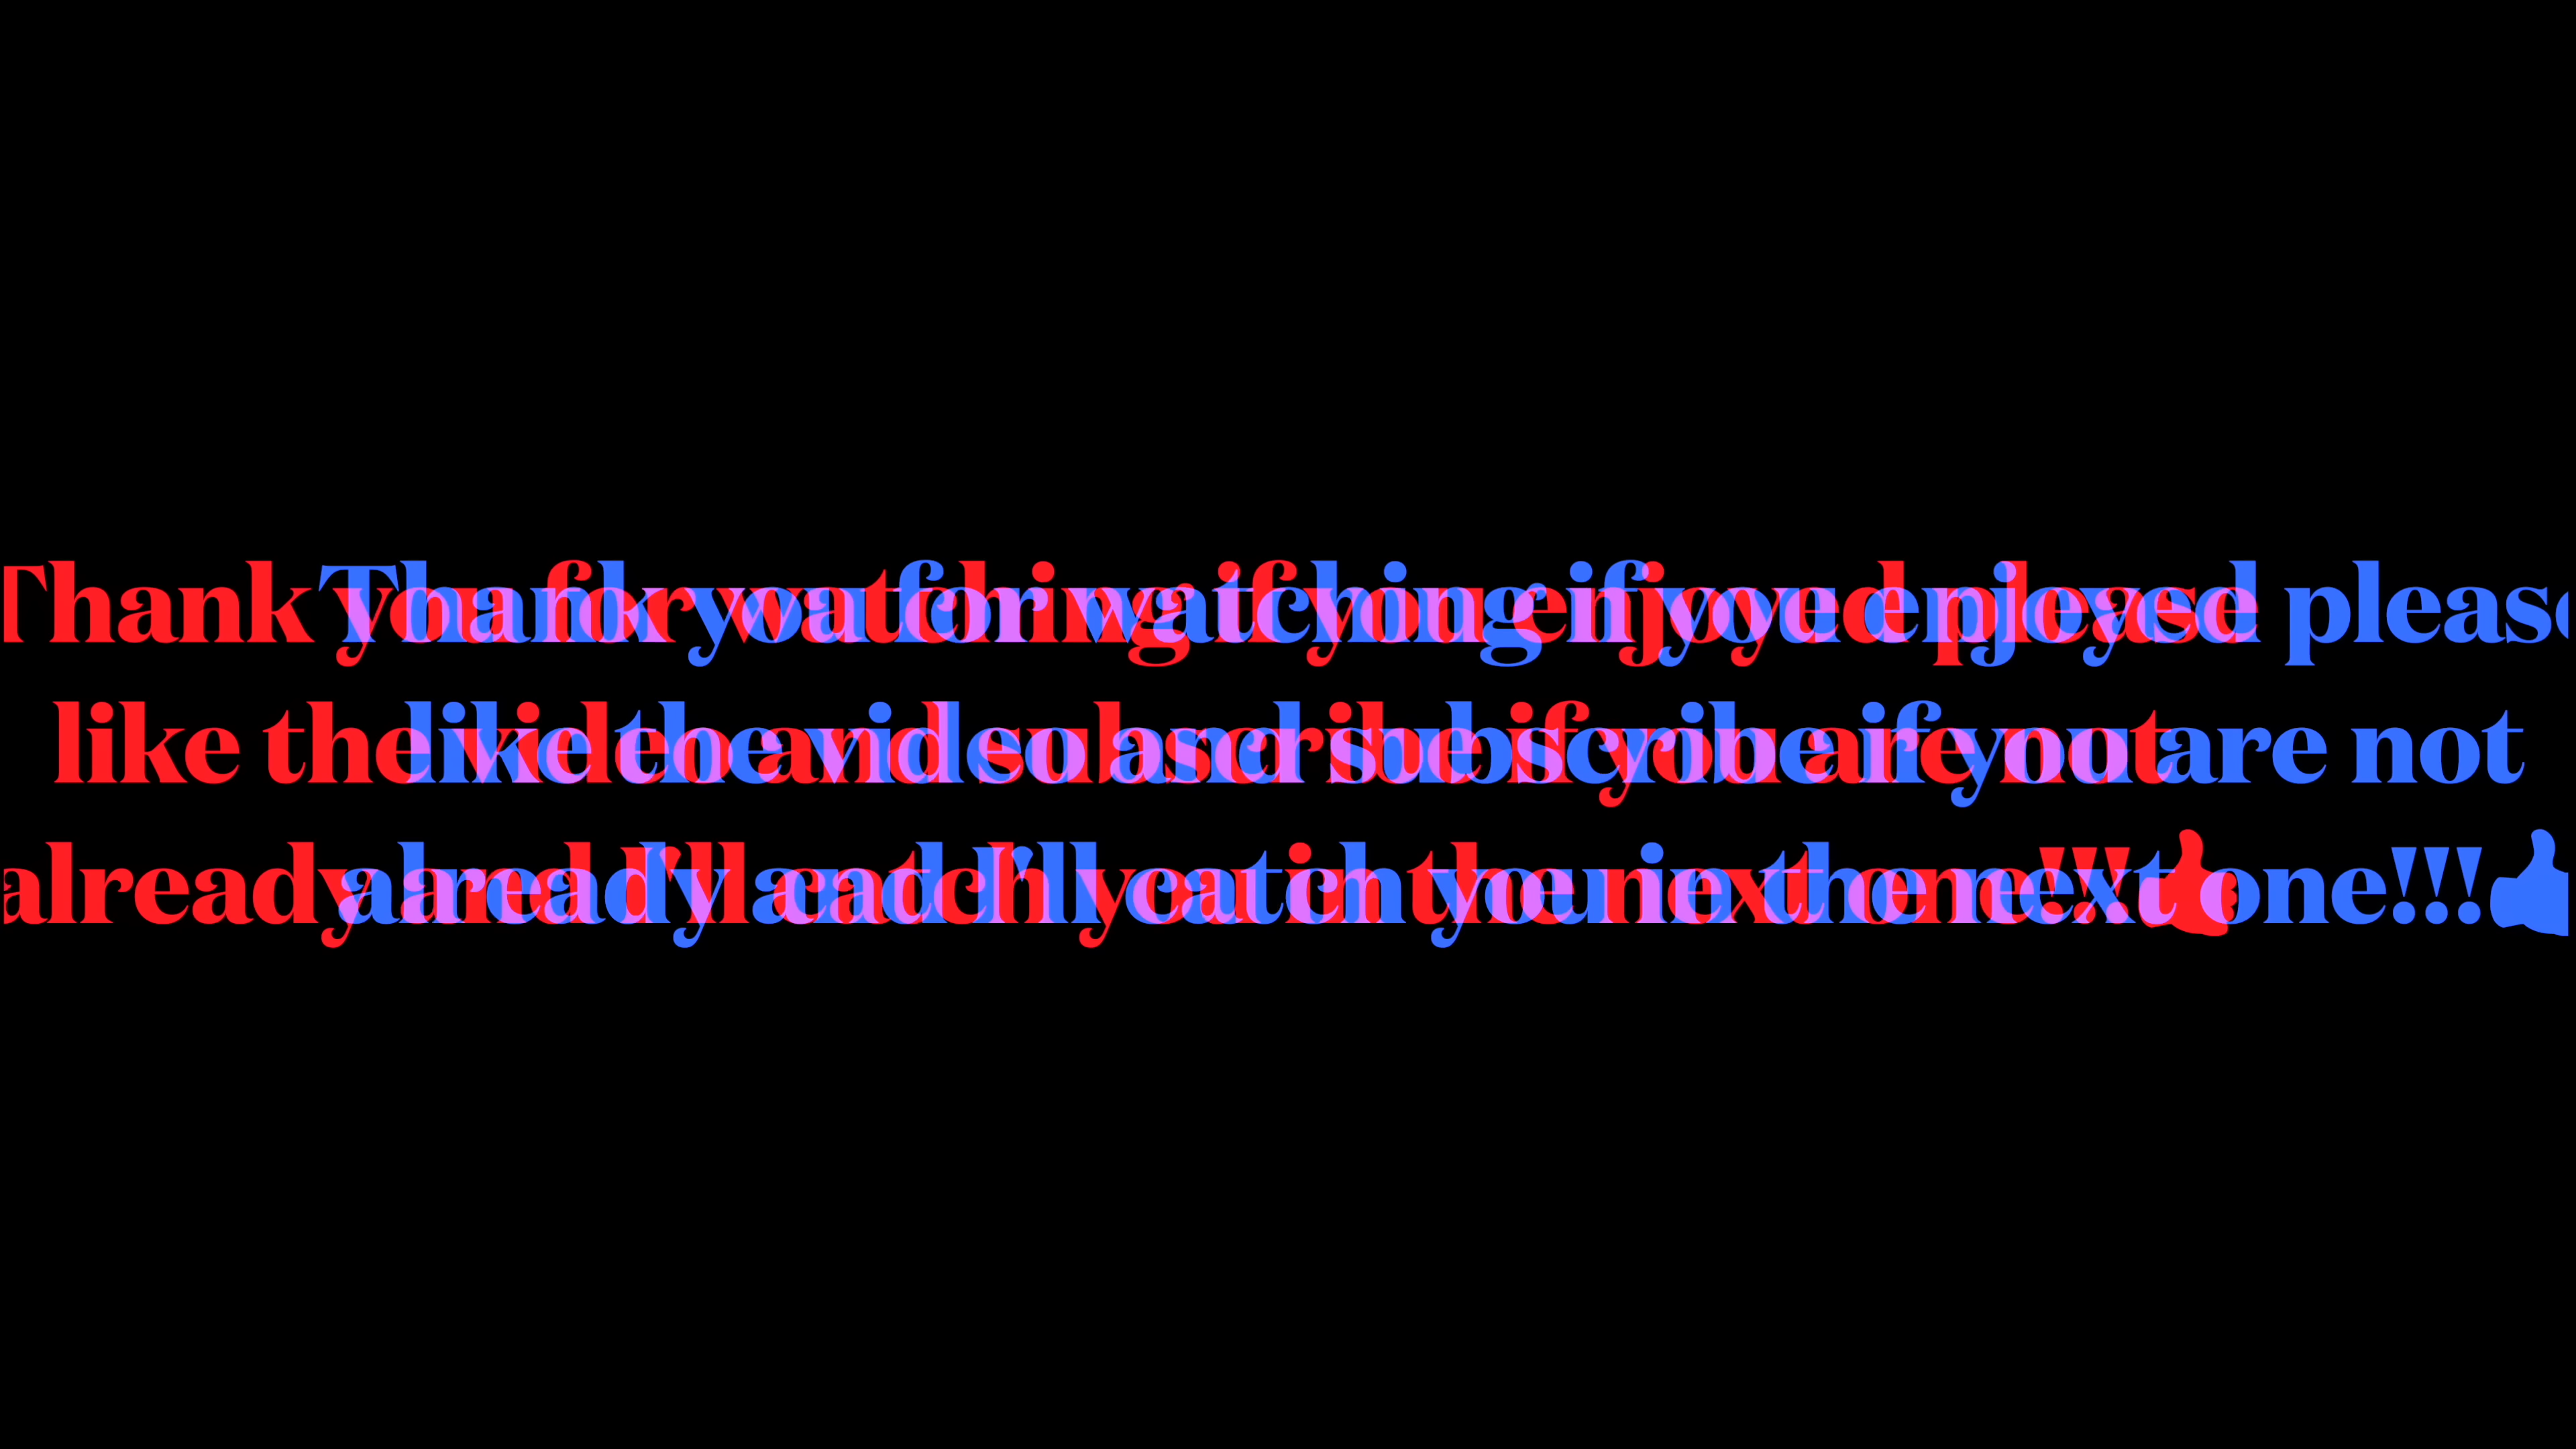 Thank you for watching if you enjoyed please
like the video and subscribe if you are not
already and I'll catch you in the next one!!!👍